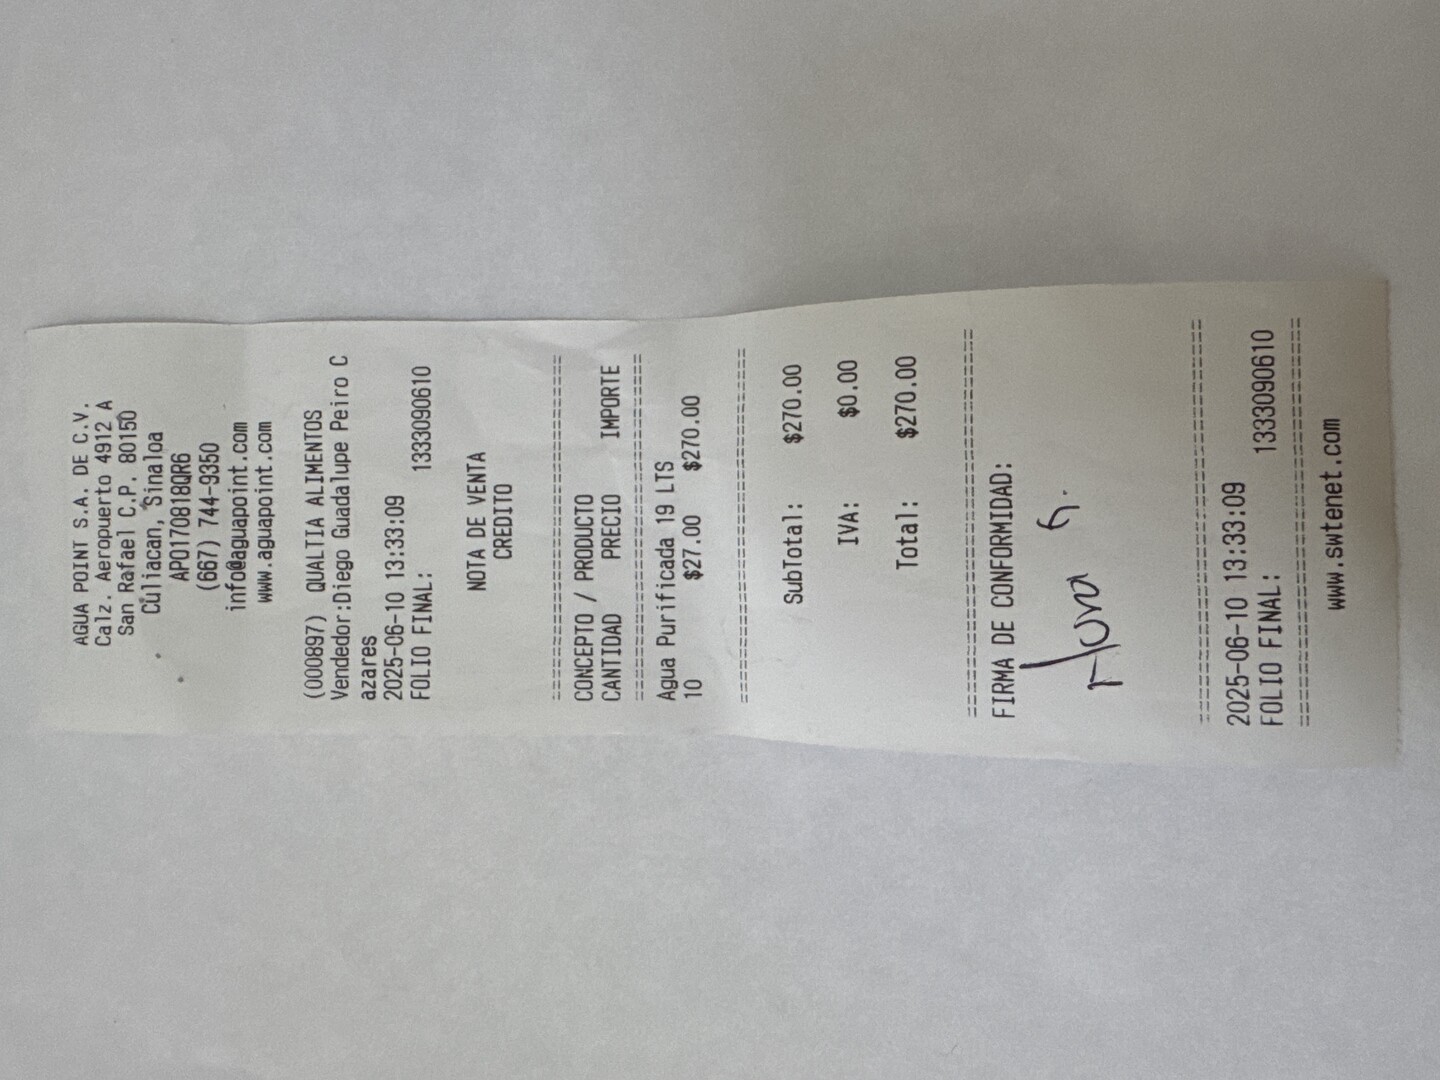 AGUA POINT S.A. DE C.V.
Calz. Aeropuerto 4912 A
San Rafael C.P. 80150
Culiacan, Sinaloa
APO170818QR6
(667) 744-9350
info@aguapoint.com
www.aguapoint.com
(000897) QUALTIA ALIMENTOS
Vendedor:Diego Guadalupe Peiro C
azares
2025-06-10 13:33:09
FOLIO FINAL: 1333090610
NOTA DE VENTA
CREDITO
================================
CONCEPTO / PRODUCTO
CANTIDAD PRECIO IMPORTE
================================
Agua Purificada 19 LTS
10 $27.00 $270.00
================================
SubTotal: $270.00
IVA: $0.00
Total: $270.00
================================
FIRMA DE CONFORMIDAD:
================================
2025-06-10 13:33:09
FOLIO FINAL: 1333090610
================================
www.swtenet.com